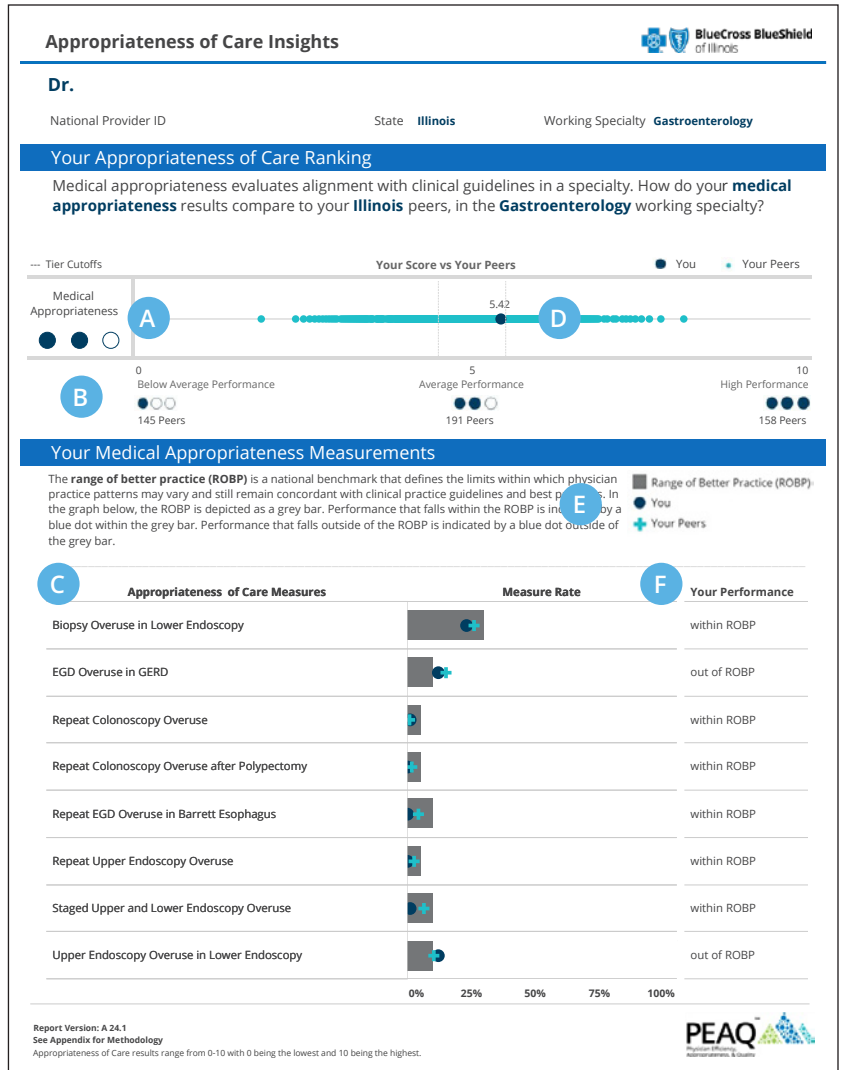 Appropriateness of Care Insights
BlueCross BlueShield
of Illinois
Dr.
National Provider ID
State Illinois
Working Specialty Gastroenterology
Your Appropriateness of Care Ranking
Medical appropriateness evaluates alignment with clinical guidelines in a specialty. How do your medical
appropriateness results compare to your Illinois peers, in the Gastroenterology working specialty?
--- Tier Cutoffs
Your Score vs Your Peers
You
Your Peers
Medical
Appropriateness
A
5.42
D
B
0
5
10
Below Average Performance
Average Performance
High Performance
145 Peers
191 Peers
158 Peers
Your Medical Appropriateness Measurements
The range of better practice (ROBP) is a national benchmark that defines the limits within which physician
practice patterns may vary and still remain concordant with clinical practice guidelines and best In
the graph below, the ROBP is depicted as a grey bar. Performance that falls within the ROBP is by a
blue dot within the grey bar. Performance that falls outside of the ROBP is indicated by a blue dot outside of
the grey bar.
E
Range of Better Practice (ROBP)
You
Your Peers
C
Appropriateness of Care Measures
Measure Rate
F
Your Performance
Biopsy Overuse in Lower Endoscopy
within ROBP
EGD Overuse in GERD
out of ROBP
Repeat Colonoscopy Overuse
within ROBP
Repeat Colonoscopy Overuse after Polypectomy
within ROBP
Repeat EGD Overuse in Barrett Esophagus
within ROBP
Repeat Upper Endoscopy Overuse
within ROBP
Staged Upper and Lower Endoscopy Overuse
within ROBP
Upper Endoscopy Overuse in Lower Endoscopy
out of ROBP
0% 25% 50% 75% 100%
Report Version: A 24.1
See Appendix for Methodology
Appropriateness of Care results range from 0-10 with 0 being the lowest and 10 being the highest.
PEAQ
Physician Efficiency,
Appropriateness, & Quality